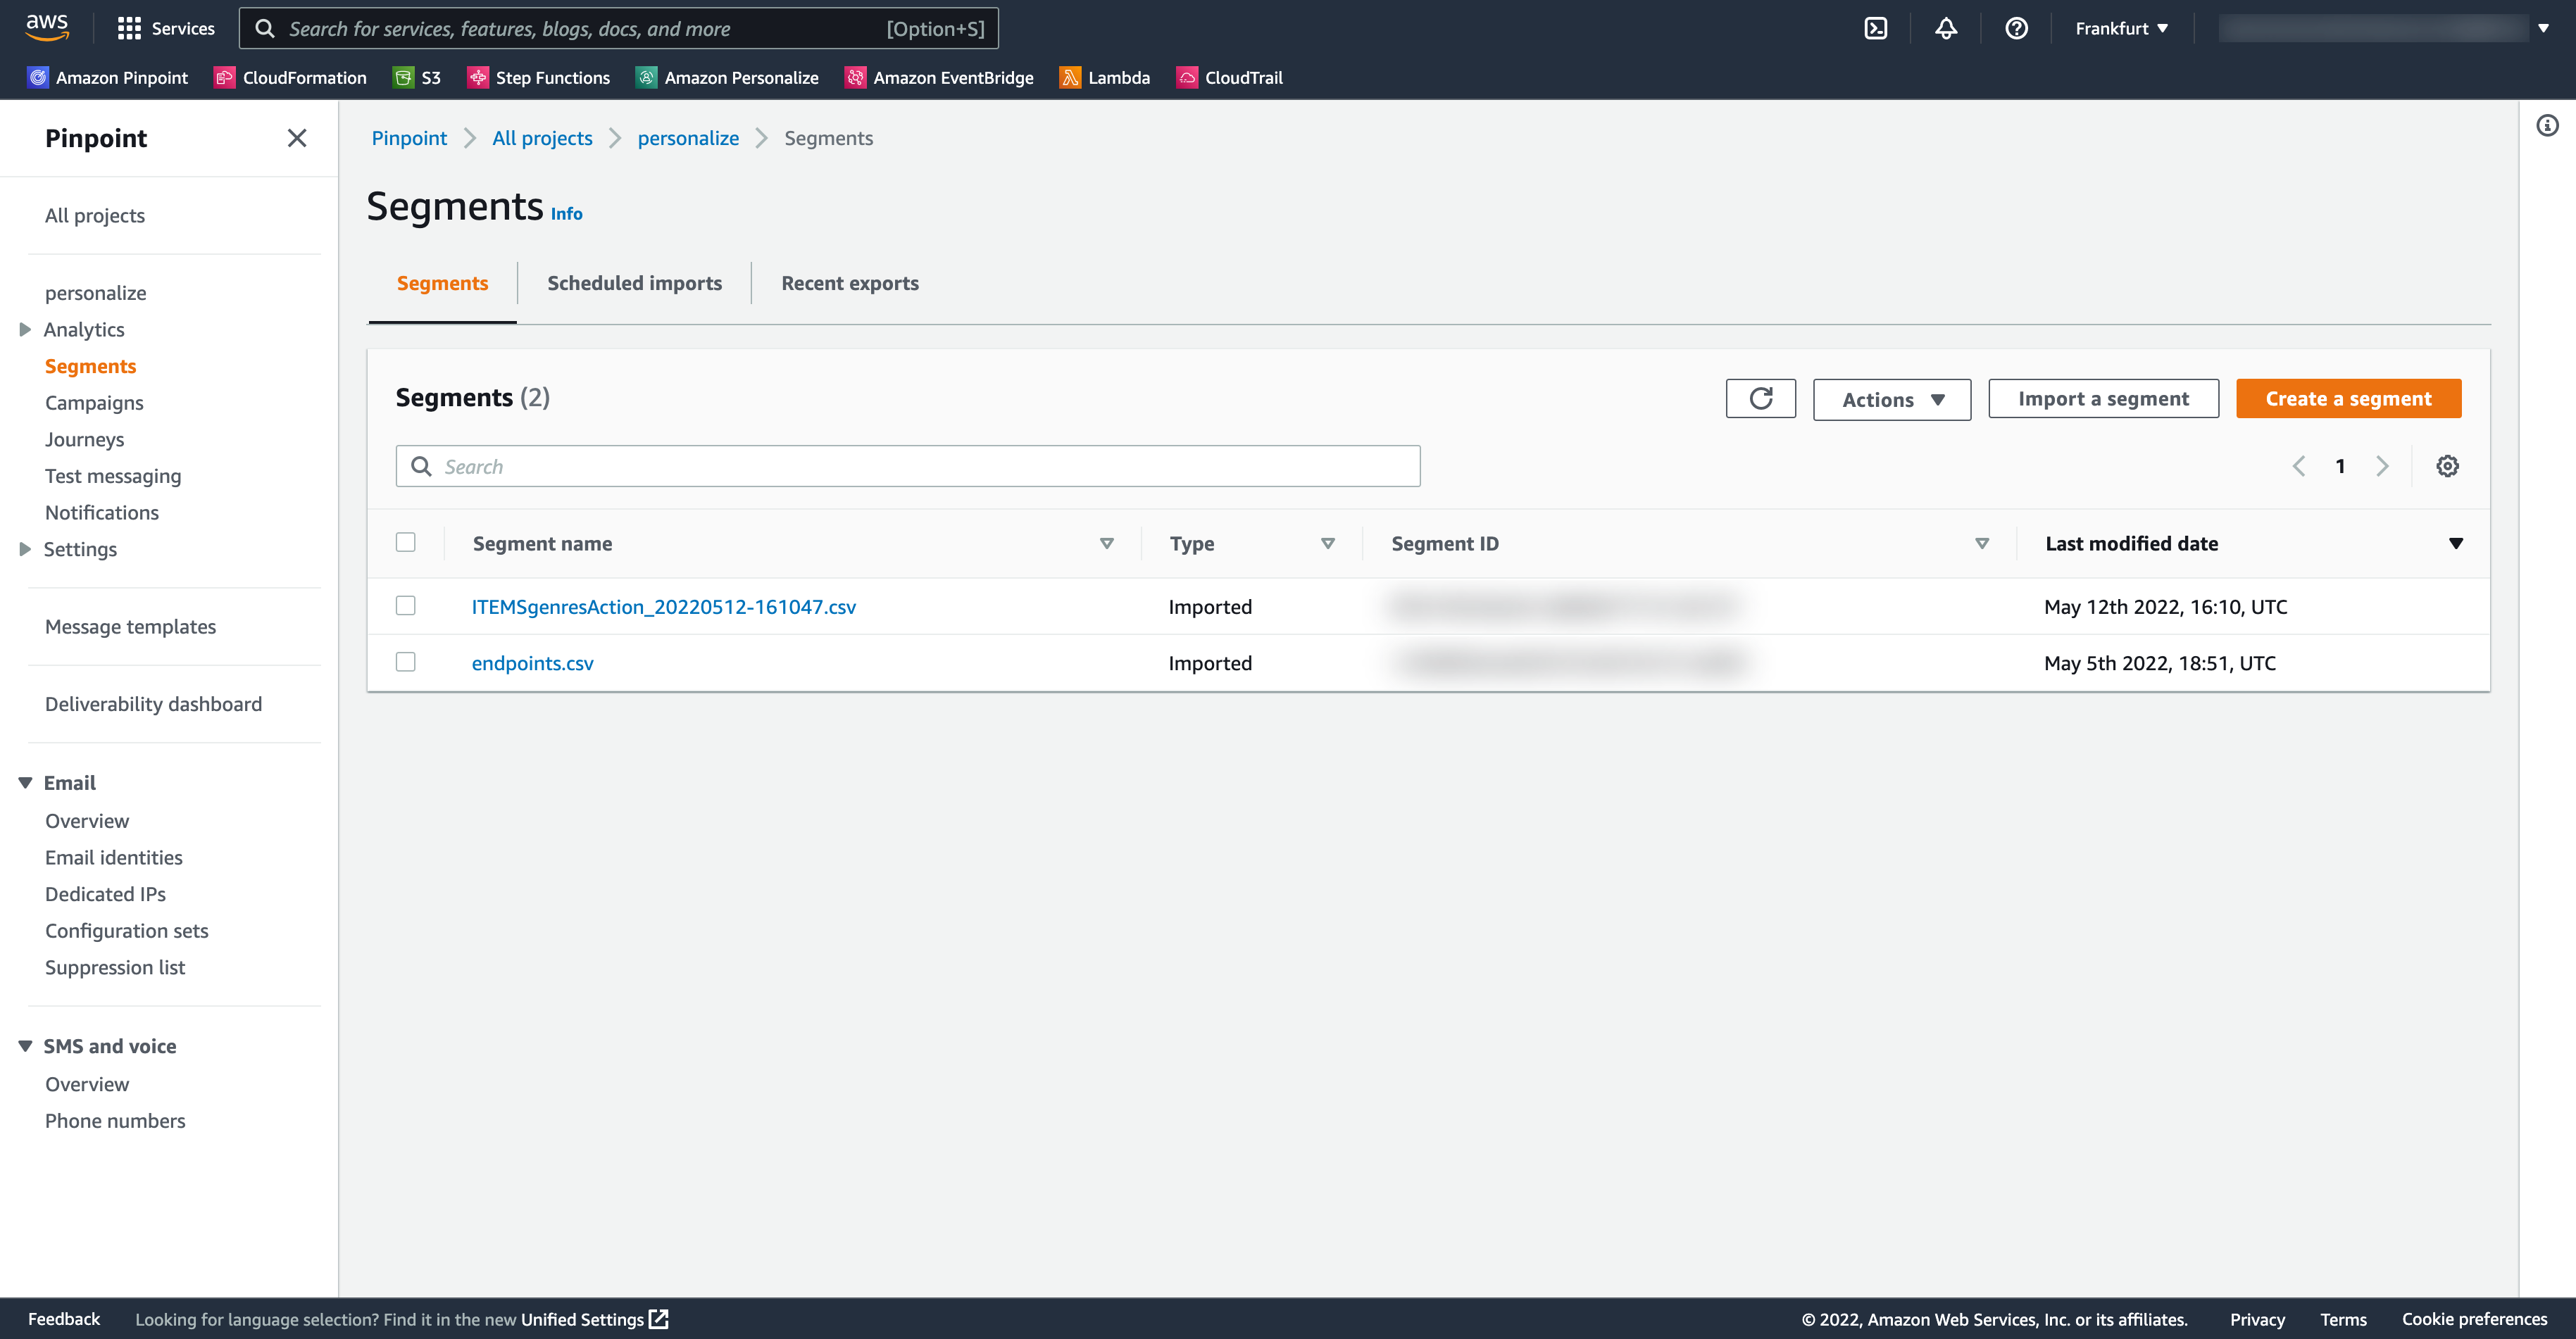 aws Services Search for services, features, blogs, docs, and more [Option+S] Frankfurt ▼
Amazon Pinpoint CloudFormation S3 Step Functions Amazon Personalize Amazon EventBridge Lambda CloudTrail
Pinpoint
All projects
personalize
Analytics
Segments
Campaigns
Journeys
Test messaging
Notifications
Settings
Message templates
Deliverability dashboard
Email
Overview
Email identities
Dedicated IPs
Configuration sets
Suppression list
SMS and voice
Overview
Phone numbers
Pinpoint > All projects > personalize > Segments
Segments Info
Segments Scheduled imports Recent exports
Segments (2) Actions ▼ Import a segment Create a segment
Search < 1 >
Segment name Type Segment ID Last modified date
ITEMSgenresAction_20220512-161047.csv Imported May 12th 2022, 16:10, UTC
endpoints.csv Imported May 5th 2022, 18:51, UTC
Feedback Looking for language selection? Find it in the new Unified Settings © 2022, Amazon Web Services, Inc. or its affiliates. Privacy Terms Cookie preferences